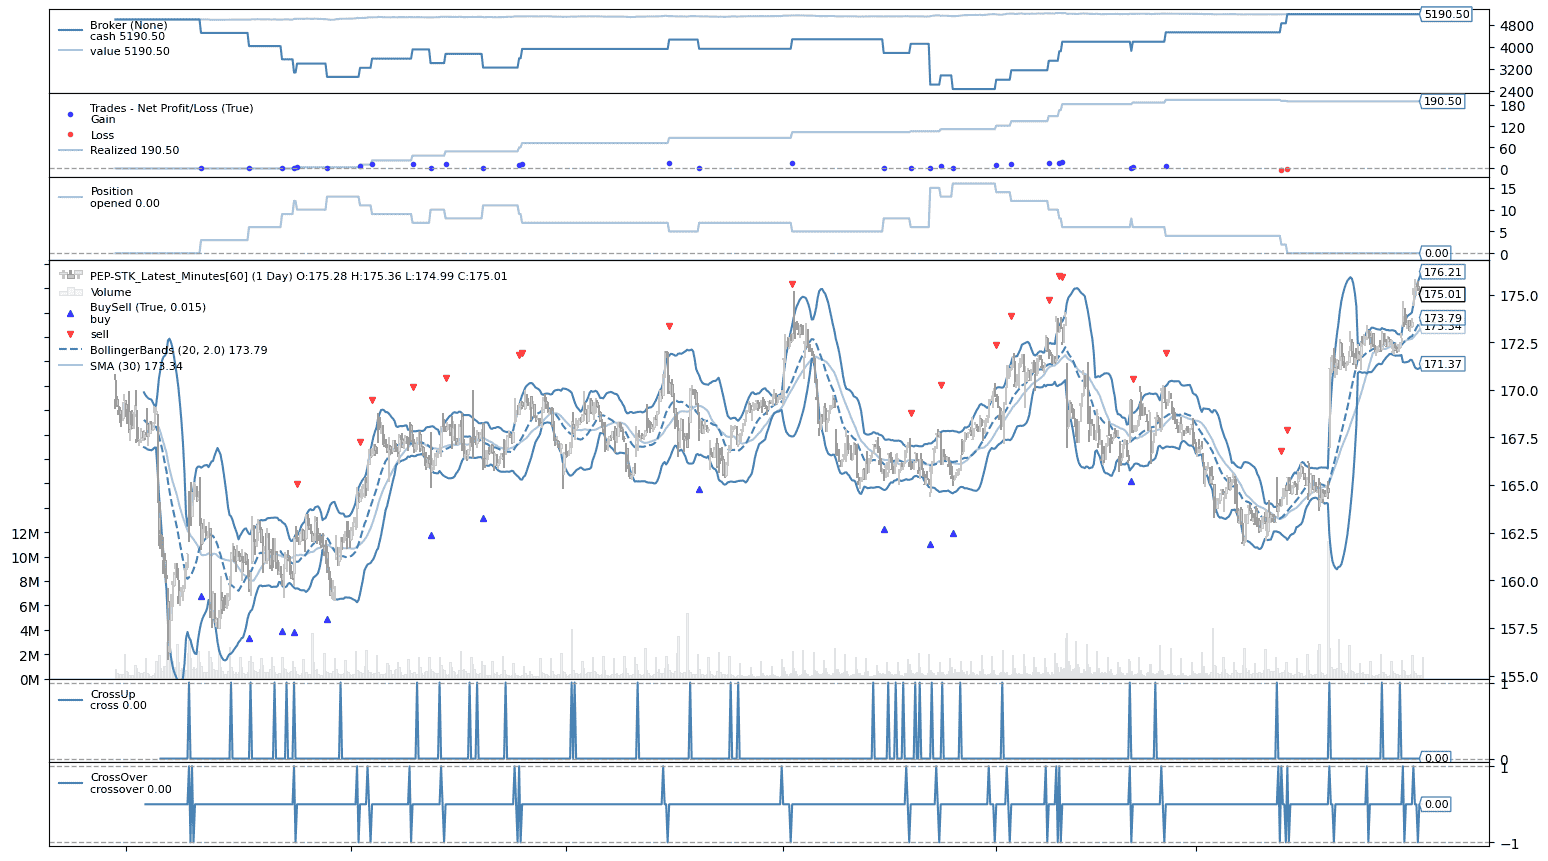 Broker (None)
cash 5190.50
value 5190.50
5190.50
4800
4000
3200
2400
Trades - Net Profit/Loss (True)
Gain
Loss
Realized 190.50
190.50
180
120
60
0
Position
opened 0.00
15
10
5
0
0.00
PEP-STK_Latest_Minutes[60] (1 Day) O:175.28 H:175.36 L:174.99 C:175.01
Volume
BuySell (True, 0.015)
buy
sell
BollingerBands (20, 2.0) 173.79
SMA (30) 173.34
176.21
175.01
173.79
173.34
171.37
175.0
172.5
170.0
167.5
165.0
162.5
160.0
157.5
155.0
12M
10M
8M
6M
4M
2M
0M
CrossUp
cross 0.00
1
0
0.00
CrossOver
crossover 0.00
1
0.00
−1